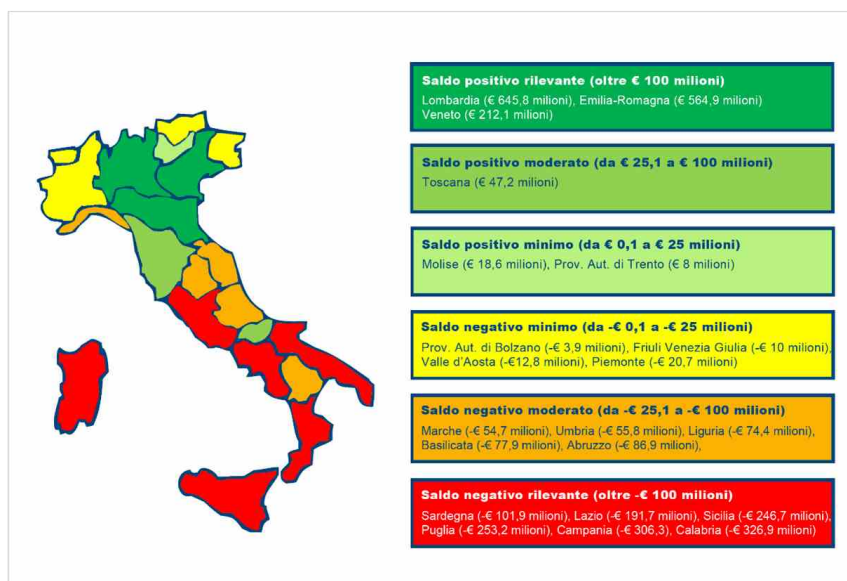 Saldo positivo rilevante (oltre € 100 milioni)
Lombardia (€ 645,8 milioni), Emilia-Romagna (€ 564,9 milioni)
Veneto (€ 212,1 milioni)
Saldo positivo moderato (da € 25,1 a € 100 milioni)
Toscana (€ 47,2 milioni)
Saldo positivo minimo (da € 0,1 a € 25 milioni)
Molise (€ 18,6 milioni), Prov. Aut. di Trento (€ 8 milioni)
Saldo negativo minimo (da -€ 0,1 a -€ 25 milioni)
Prov. Aut. di Bolzano (-€ 3,9 milioni), Friuli Venezia Giulia (-€ 10 milioni),
Valle d'Aosta (-€12,8 milioni), Piemonte (-€ 20,7 milioni)
Saldo negativo moderato (da -€ 25,1 a -€ 100 milioni)
Marche (-€ 54,7 milioni), Umbria (-€ 55,8 milioni), Liguria (-€ 74,4 milioni),
Basilicata (-€ 77,9 milioni), Abruzzo (-€ 86,9 milioni),
Saldo negativo rilevante (oltre -€ 100 milioni)
Sardegna (-€ 101,9 milioni), Lazio (-€ 191,7 milioni), Sicilia (-€ 246,7 milioni),
Puglia (-€ 253,2 milioni), Campania (-€ 306,3), Calabria (-€ 326,9 milioni)